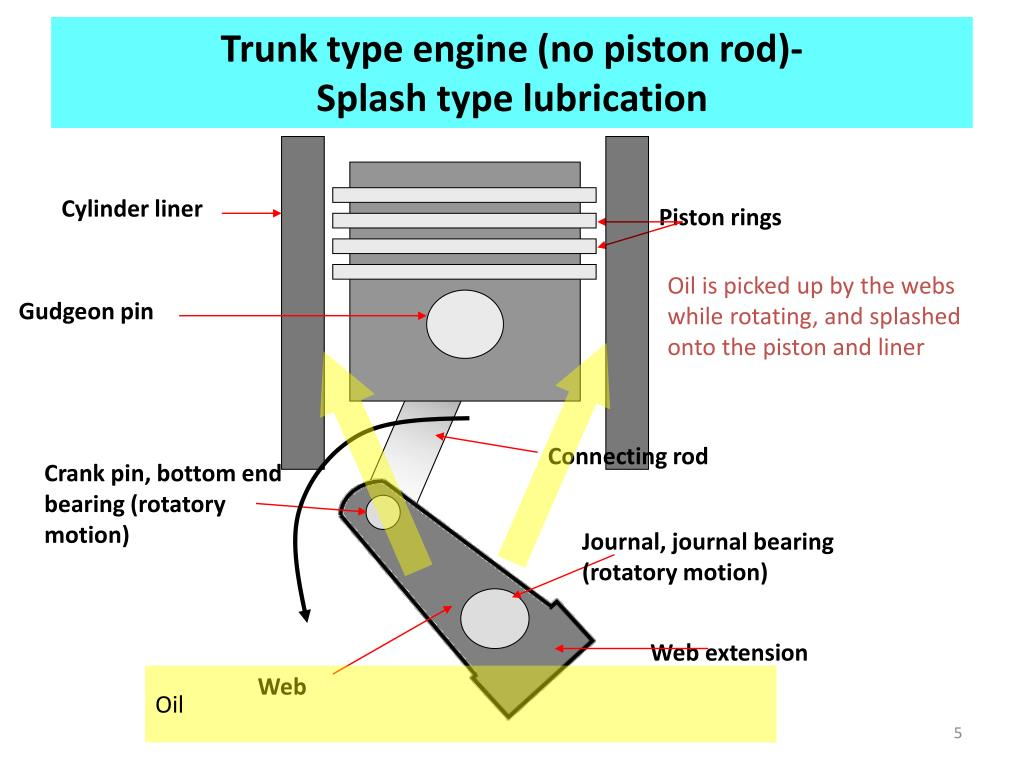 Trunk type engine (no piston rod)-
Splash type lubrication
Cylinder liner
Piston rings
Oil is picked up by the webs
while rotating, and splashed
onto the piston and liner
Gudgeon pin
Connecting rod
Crank pin, bottom end
bearing (rotatory
motion)
Journal, journal bearing
(rotatory motion)
Web extension
Web
Oil
5